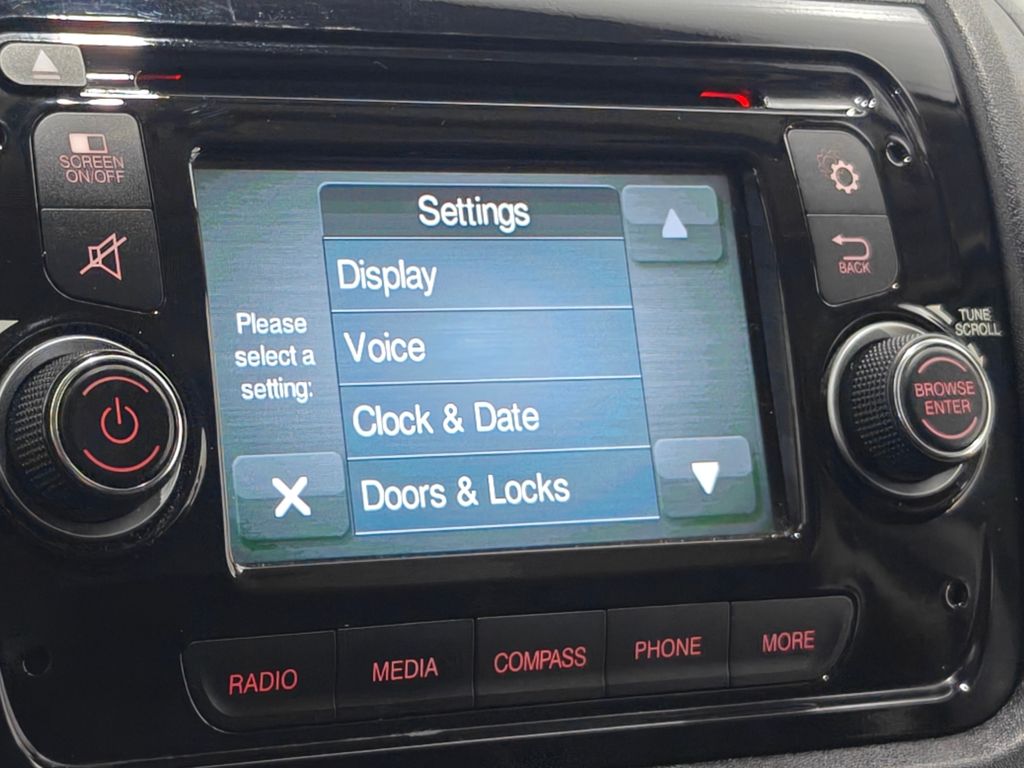 SCREEN
ON/OFF
Settings
Display
Voice
Clock & Date
Doors & Locks
Please
select a
setting:
BACK
TUNE
SCROLL
BROWSE
ENTER
RADIO
MEDIA
COMPASS
PHONE
MORE